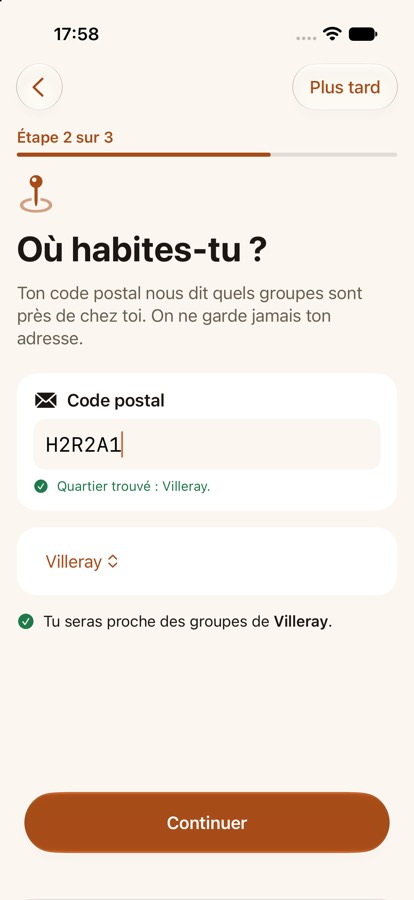 17:58
Plus tard
Étape 2 sur 3
Où habites-tu ?
Ton code postal nous dit quels groupes sont
près de chez toi. On ne garde jamais ton
adresse.
Code postal
H2R2A1
Quartier trouvé : Villeray.
Villeray
Tu seras proche des groupes de Villeray.
Continuer